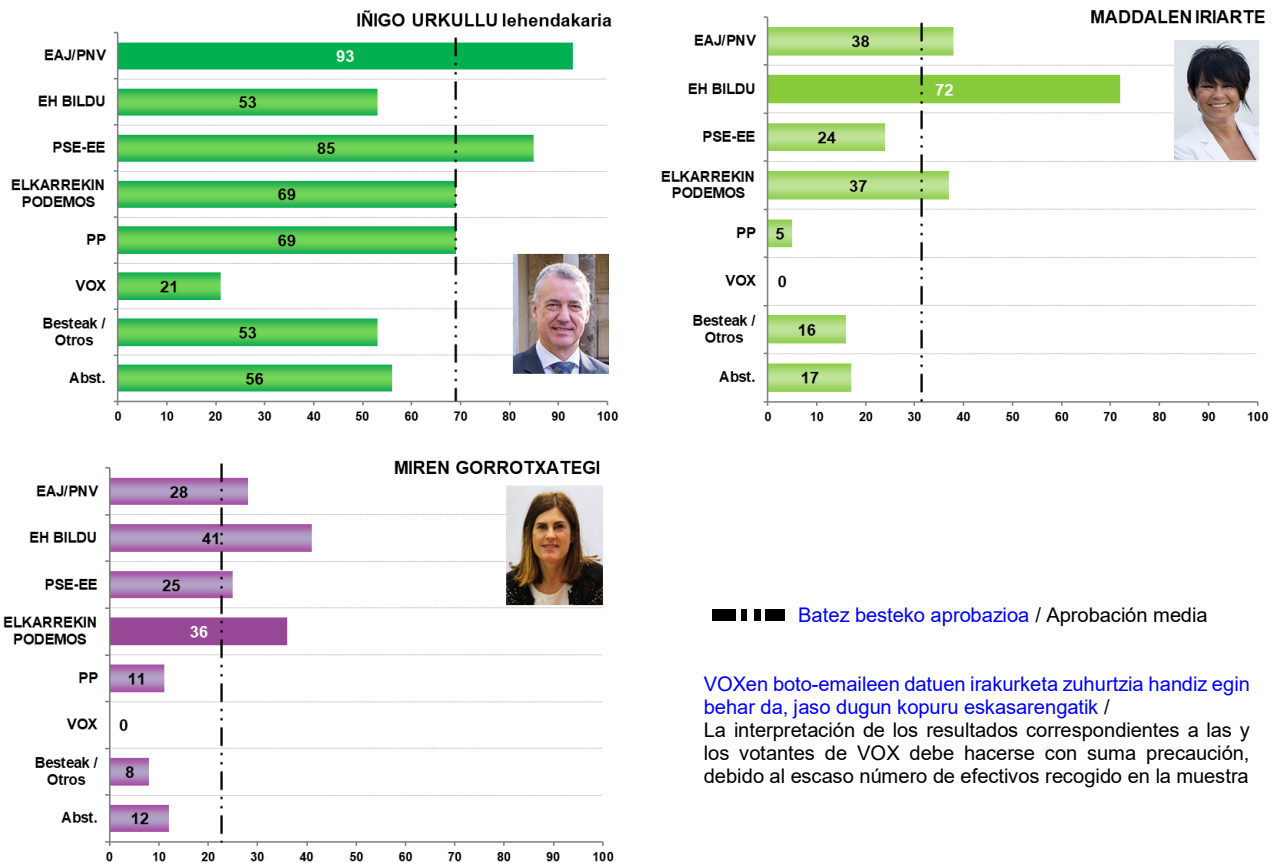 IÑIGO URKULLU lehendakaria
EAJ/PNV
93
EH BILDU
53
PSE-EE
85
ELKARREKIN
PODEMOS
69
PP
69
VOX
21
Besteak /
Otros
53
Abst.
56
0 10 20 30 40 50 60 70 80 90 100
MADDALEN IRIARTE
EAJ/PNV
38
EH BILDU
72
PSE-EE
24
ELKARREKIN
PODEMOS
37
PP
5
VOX
0
Besteak /
Otros
16
Abst.
17
0 10 20 30 40 50 60 70 80 90 100
MIREN GORROTXATEGI
EAJ/PNV
28
EH BILDU
41
PSE-EE
25
ELKARREKIN
PODEMOS
36
PP
11
VOX
0
Besteak /
Otros
8
Abst.
12
0 10 20 30 40 50 60 70 80 90 100
Batez besteko aprobazioa / Aprobación media
VOXen boto-emaileen datuen irakurketa zuhurtzia handiz egin
behar da, jaso dugun kopuru eskasarengatik /
La interpretación de los resultados correspondientes a las y
los votantes de VOX debe hacerse con suma precaución,
debido al escaso número de efectivos recogido en la muestra